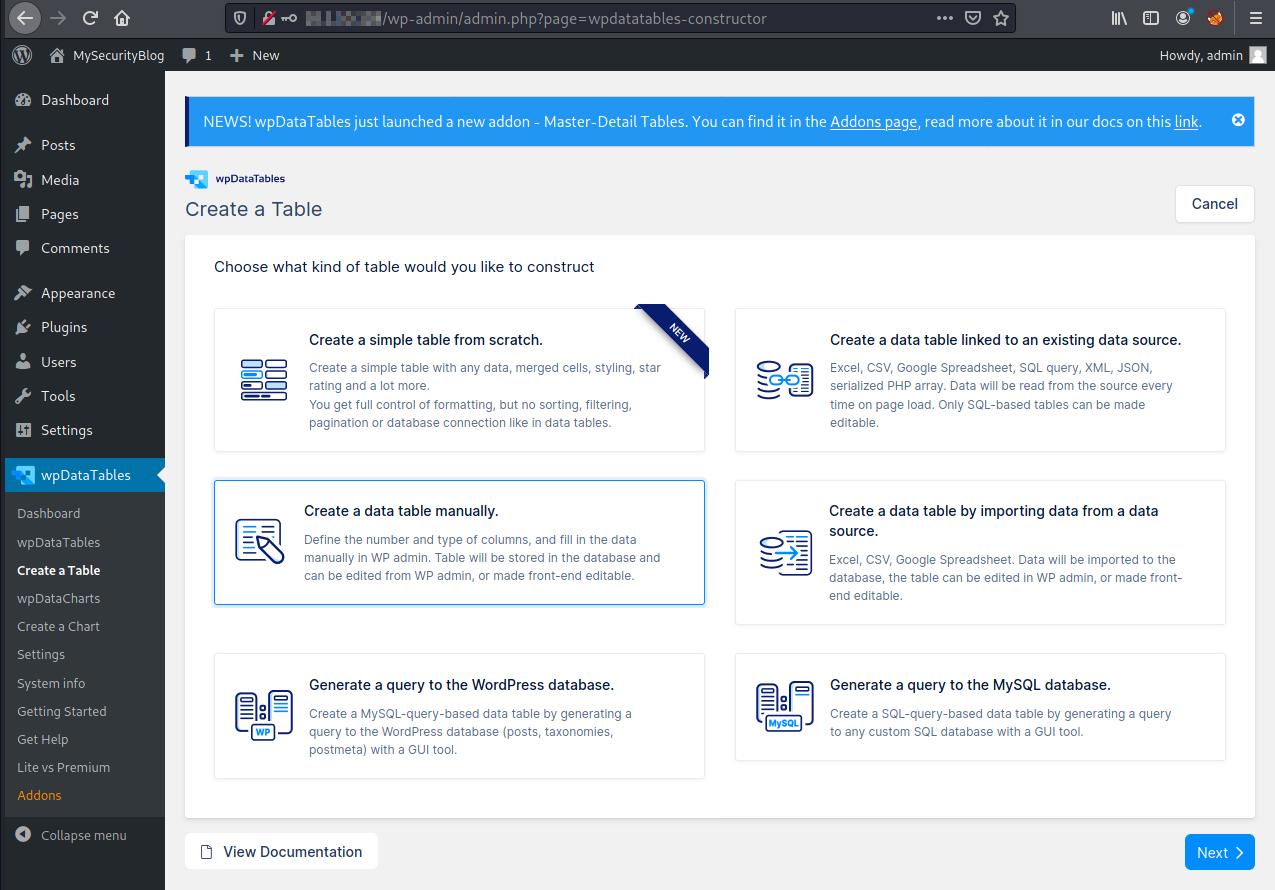 /wp-admin/admin.php?page=wpdatatables-constructor
MySecurityBlog 1 New Howdy, admin
Dashboard
Posts
Media
Pages
Comments
Appearance
Plugins
Users
Tools
Settings
wpDataTables
Dashboard
wpDataTables
Create a Table
wpDataCharts
Create a Chart
Settings
System info
Getting Started
Get Help
Lite vs Premium
Addons
Collapse menu
NEWS! wpDataTables just launched a new addon - Master-Detail Tables. You can find it in the Addons page, read more about it in our docs on this link.
wpDataTables
Create a Table
Cancel
Choose what kind of table would you like to construct
NEW
Create a simple table from scratch.
Create a simple table with any data, merged cells, styling, star
rating and a lot more.
You get full control of formatting, but no sorting, filtering,
pagination or database connection like in data tables.
Create a data table linked to an existing data source.
Excel, CSV, Google Spreadsheet, SQL query, XML, JSON,
serialized PHP array. Data will be read from the source every
time on page load. Only SQL-based tables can be made
editable.
Create a data table manually.
Define the number and type of columns, and fill in the data
manually in WP admin. Table will be stored in the database and
can be edited from WP admin, or made front-end editable.
Create a data table by importing data from a data
source.
Excel, CSV, Google Spreadsheet. Data will be imported to the
database, the table can be edited in WP admin, or made front-
end editable.
WP
Generate a query to the WordPress database.
Create a MySQL-query-based data table by generating a
query to the WordPress database (posts, taxonomies,
postmeta) with a GUI tool.
MySQL
Generate a query to the MySQL database.
Create a SQL-query-based data table by generating a query
to any custom SQL database with a GUI tool.
View Documentation
Next